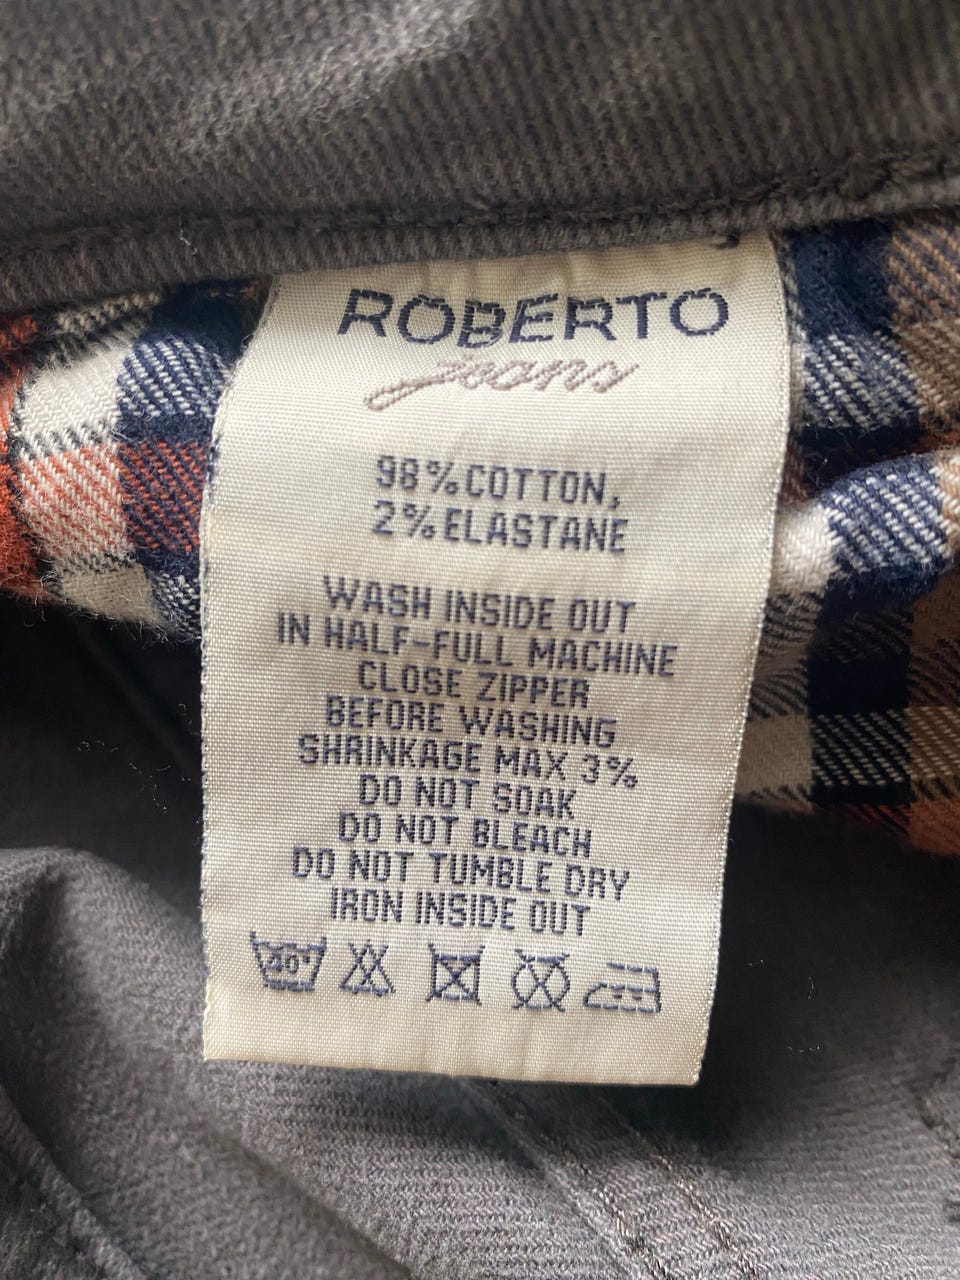 ROBERTO
jeans
98% COTTON,
2% ELASTANE
WASH INSIDE OUT
IN HALF-FULL MACHINE
CLOSE ZIPPER
BEFORE WASHING
SHRINKAGE MAX 3%
DO NOT SOAK
DO NOT BLEACH
DO NOT TUMBLE DRY
IRON INSIDE OUT